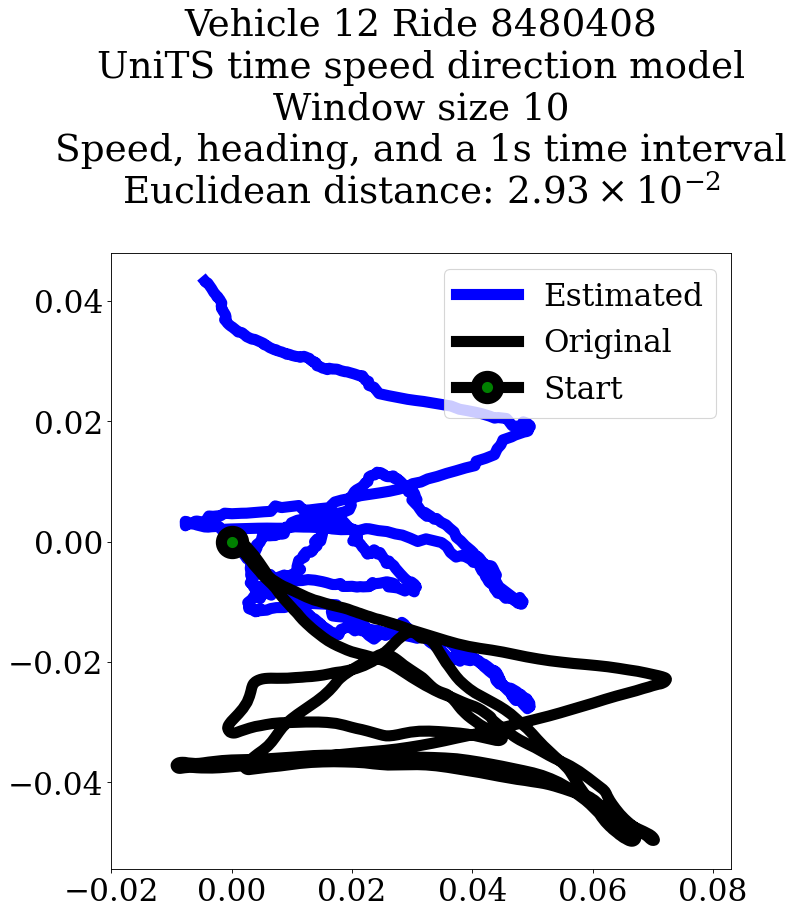 Vehicle 12 Ride 8480408
UniTS time speed direction model
Window size 10
Speed, heading, and a 1s time interval
Euclidean distance: 2.93 × 10⁻²
Estimated
Original
Start
0.04
0.02
0.00
−0.02
−0.04
−0.02 0.00 0.02 0.04 0.06 0.08